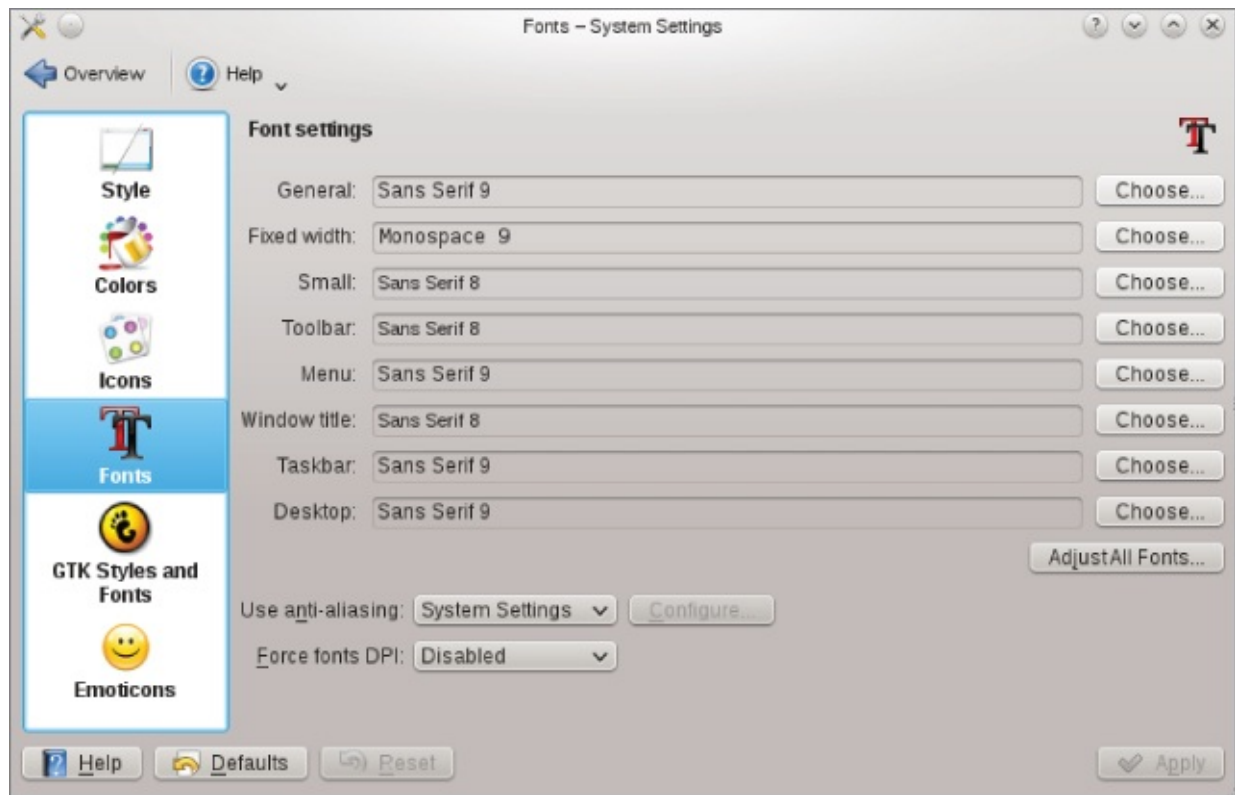 Fonts – System Settings
Overview Help
Style
Colors
Icons
Fonts
GTK Styles and
Fonts
Emoticons
Font settings
General: Sans Serif 9 Choose...
Fixed width: Monospace 9 Choose...
Small: Sans Serif 8 Choose...
Toolbar: Sans Serif 8 Choose...
Menu: Sans Serif 9 Choose...
Window title: Sans Serif 8 Choose...
Taskbar: Sans Serif 9 Choose...
Desktop: Sans Serif 9 Choose...
Adjust All Fonts...
Use anti-aliasing: System Settings Configure...
Force fonts DPI: Disabled
Help Defaults Reset Apply